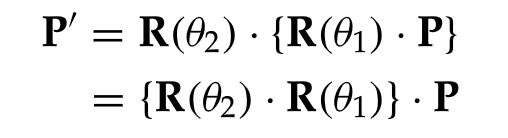 P′ = R(θ₂) · {R(θ₁) · P}
= {R(θ₂) · R(θ₁)} · P